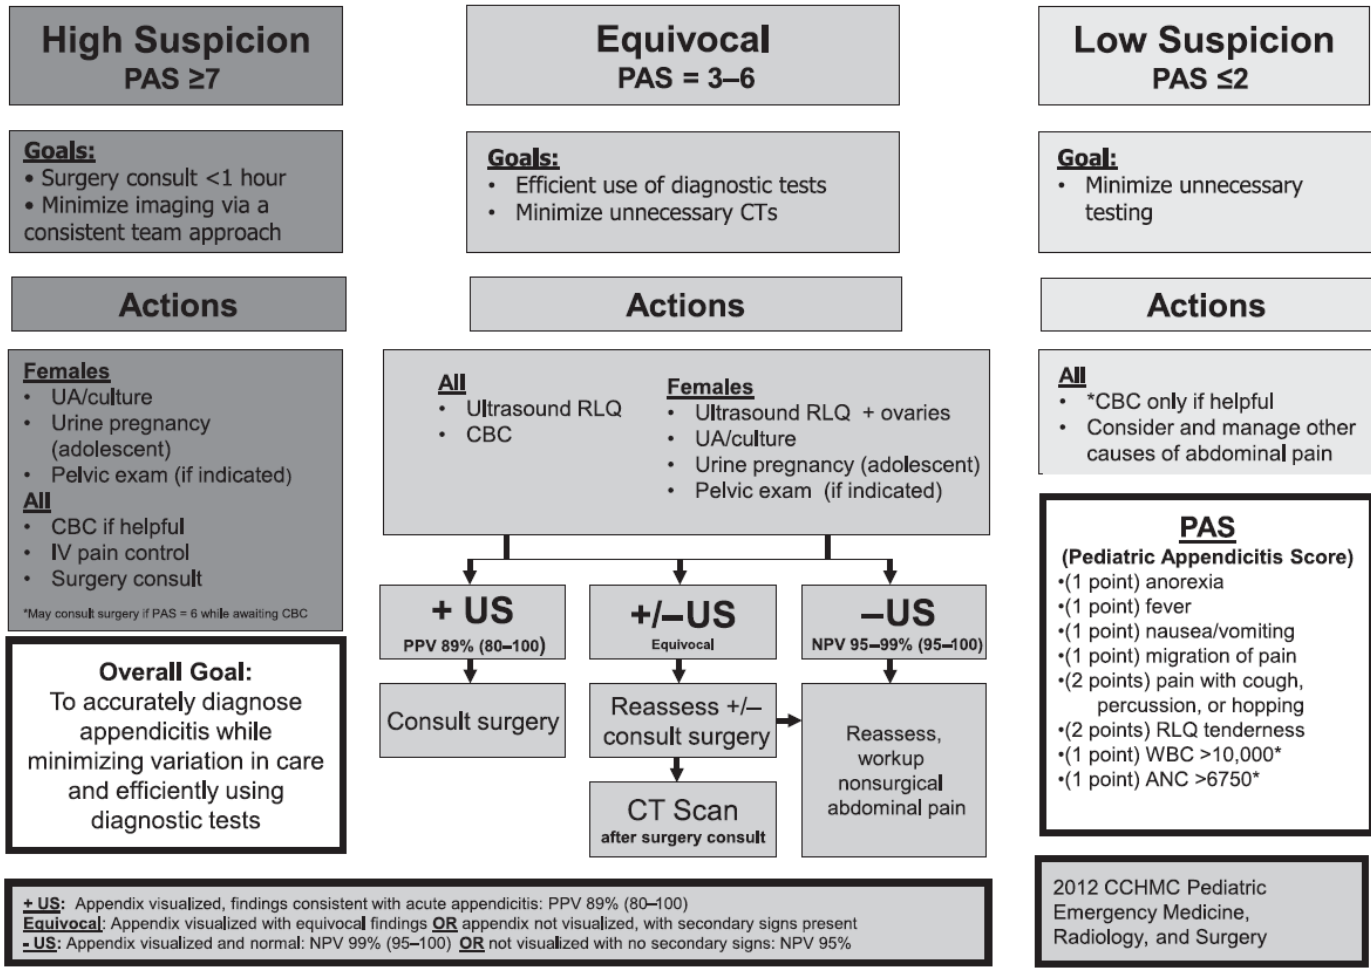 High Suspicion
PAS ≥7
Goals:
• Surgery consult <1 hour
• Minimize imaging via a
consistent team approach
Actions
Females
• UA/culture
• Urine pregnancy
(adolescent)
• Pelvic exam (if indicated)
All
• CBC if helpful
• IV pain control
• Surgery consult
*May consult surgery if PAS = 6 while awaiting CBC
Overall Goal:
To accurately diagnose
appendicitis while
minimizing variation in care
and efficiently using
diagnostic tests
Equivocal
PAS = 3–6
Goals:
• Efficient use of diagnostic tests
• Minimize unnecessary CTs
Actions
All
• Ultrasound RLQ
• CBC
Females
• Ultrasound RLQ + ovaries
• UA/culture
• Urine pregnancy (adolescent)
• Pelvic exam (if indicated)
+ US
PPV 89% (80–100)
Consult surgery
+/–US
Equivocal
Reassess +/–
consult surgery
CT Scan
after surgery consult
–US
NPV 95–99% (95–100)
Reassess,
workup
nonsurgical
abdominal pain
Low Suspicion
PAS ≤2
Goal:
• Minimize unnecessary
testing
Actions
All
• *CBC only if helpful
• Consider and manage other
causes of abdominal pain
PAS
(Pediatric Appendicitis Score)
•(1 point) anorexia
•(1 point) fever
•(1 point) nausea/vomiting
•(1 point) migration of pain
•(2 points) pain with cough,
percussion, or hopping
•(2 points) RLQ tenderness
•(1 point) WBC >10,000*
•(1 point) ANC >6750*
+ US: Appendix visualized, findings consistent with acute appendicitis: PPV 89% (80–100)
Equivocal: Appendix visualized with equivocal findings OR appendix not visualized, with secondary signs present
- US: Appendix visualized and normal: NPV 99% (95–100) OR not visualized with no secondary signs: NPV 95%
2012 CCHMC Pediatric
Emergency Medicine,
Radiology, and Surgery